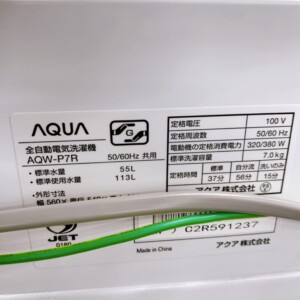 AQUA
G
全自動電気洗濯機
AQW-P7R
50/60Hz 共用
・標準水量 55L
・標準使用水量 113L
・外形寸法
幅560×
定格電圧 100 V
定格周波数 50/60 Hz
電動機の定格消費電力 320/380 W
標準洗濯容量 7.0kg
標準 自分流 洗いのみ
定格時間 37分 56分 15分
アクア株式会社
JET
C2R591237
Made in China